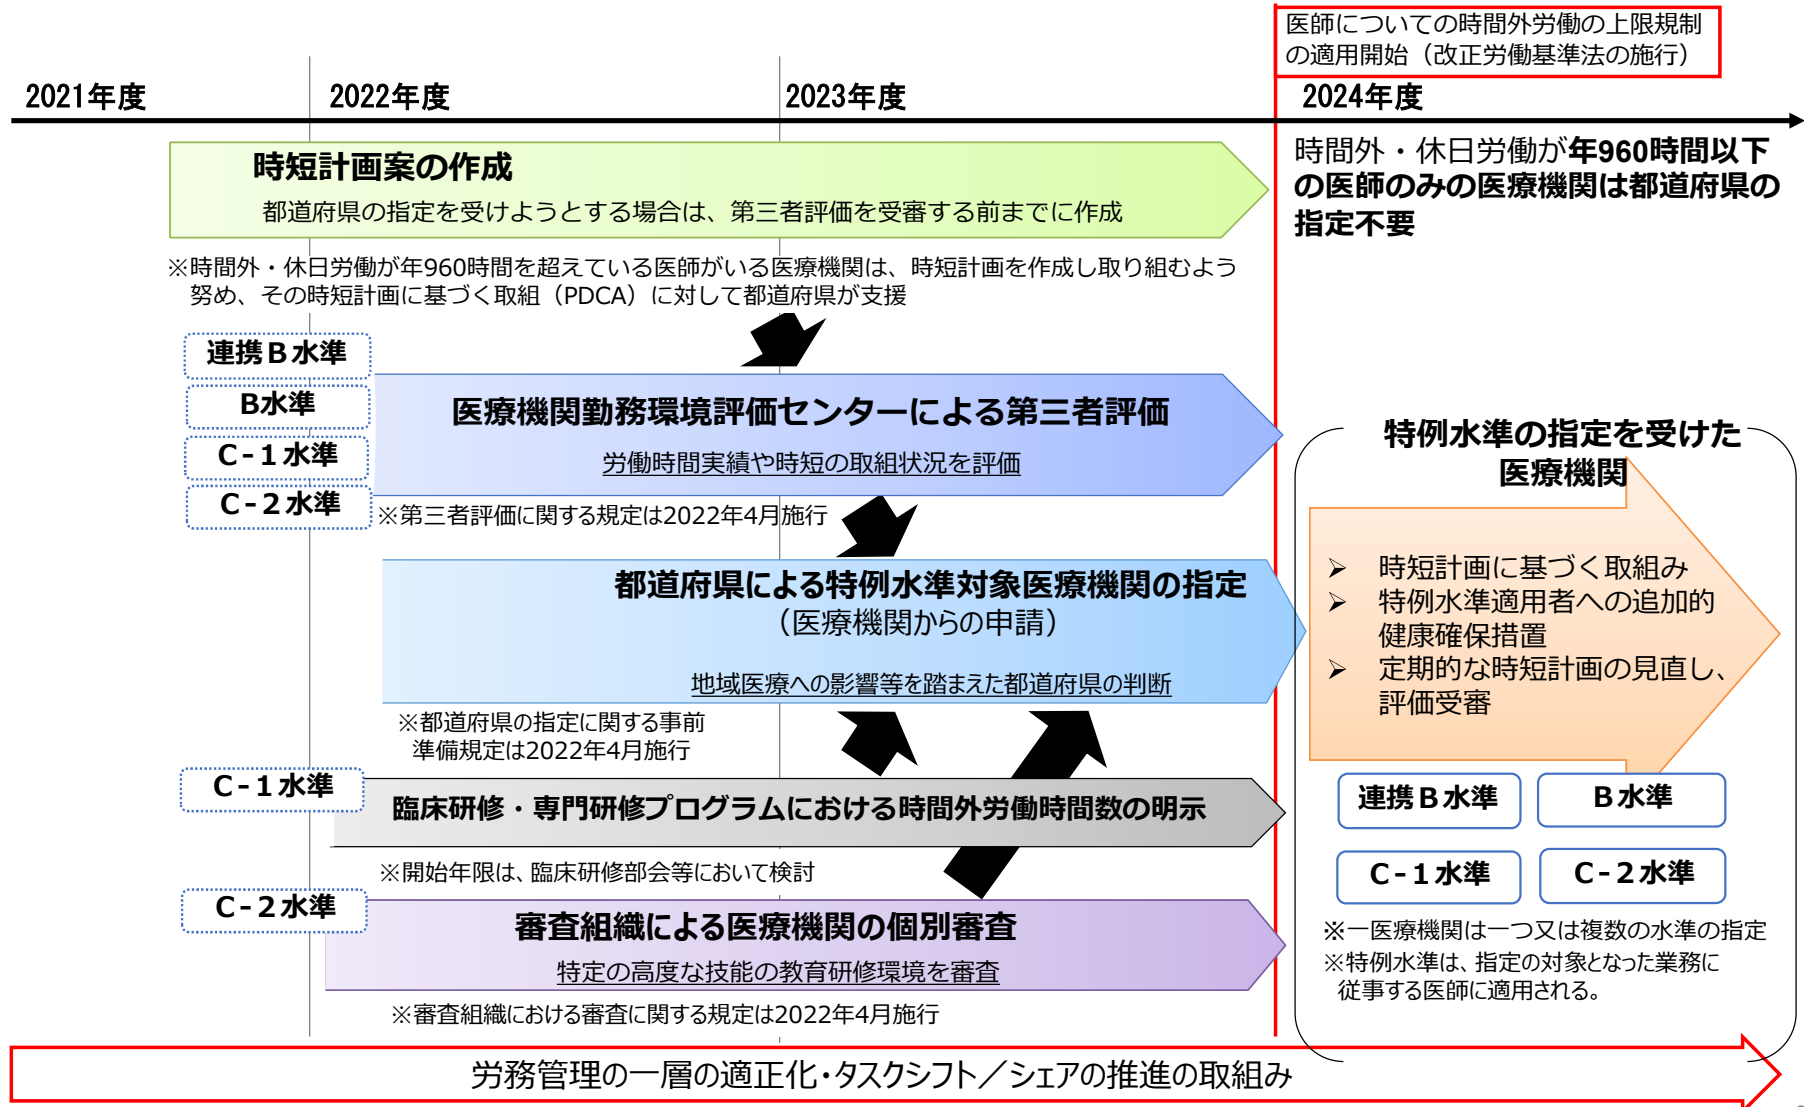 医師についての時間外労働の上限規制
の適用開始（改正労働基準法の施行）
2021年度
2022年度
2023年度
2024年度
時短計画案の作成
都道府県の指定を受けようとする場合は、第三者評価を受審する前までに作成
時間外・休日労働が年960時間以下
の医師のみの医療機関は都道府県の
指定不要
※時間外・休日労働が年960時間を超えている医師がいる医療機関は、時短計画を作成し取り組むよう
努め、その時短計画に基づく取組（PDCA）に対して都道府県が支援
連携Ｂ水準
B水準
Ｃ-１水準
Ｃ-２水準
医療機関勤務環境評価センターによる第三者評価
労働時間実績や時短の取組状況を評価
※第三者評価に関する規定は2022年4月施行
都道府県による特例水準対象医療機関の指定
（医療機関からの申請）
地域医療への影響等を踏まえた都道府県の判断
※都道府県の指定に関する事前
準備規定は2022年4月施行
Ｃ-１水準
臨床研修・専門研修プログラムにおける時間外労働時間数の明示
※開始年限は、臨床研修部会等において検討
Ｃ-２水準
審査組織による医療機関の個別審査
特定の高度な技能の教育研修環境を審査
※審査組織における審査に関する規定は2022年4月施行
特例水準の指定を受けた
医療機関
➢ 時短計画に基づく取組み
➢ 特例水準適用者への追加的
健康確保措置
➢ 定期的な時短計画の見直し、
評価受審
連携Ｂ水準
Ｂ水準
Ｃ-１水準
Ｃ-２水準
※一医療機関は一つ又は複数の水準の指定
※特例水準は、指定の対象となった業務に
従事する医師に適用される。
労務管理の一層の適正化・タスクシフト／シェアの推進の取組み